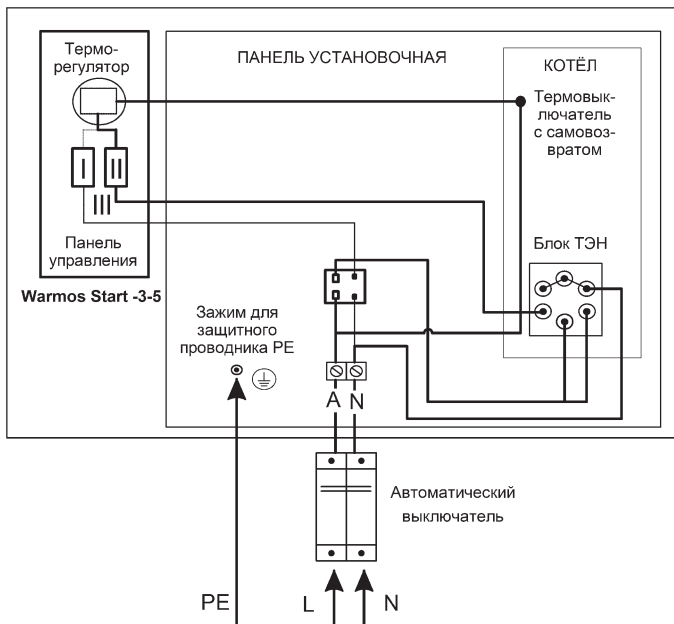 Термо-
регулятор
I
II
III
Панель
управления
Warmos Start -3-5
ПАНЕЛЬ УСТАНОВОЧНАЯ
КОТЁЛ
Термовык-
лючатель
с самовоз-
вратом
Блок ТЭН
Зажим для
защитного
проводника PE
A N
Автоматический
выключатель
PE
L
N